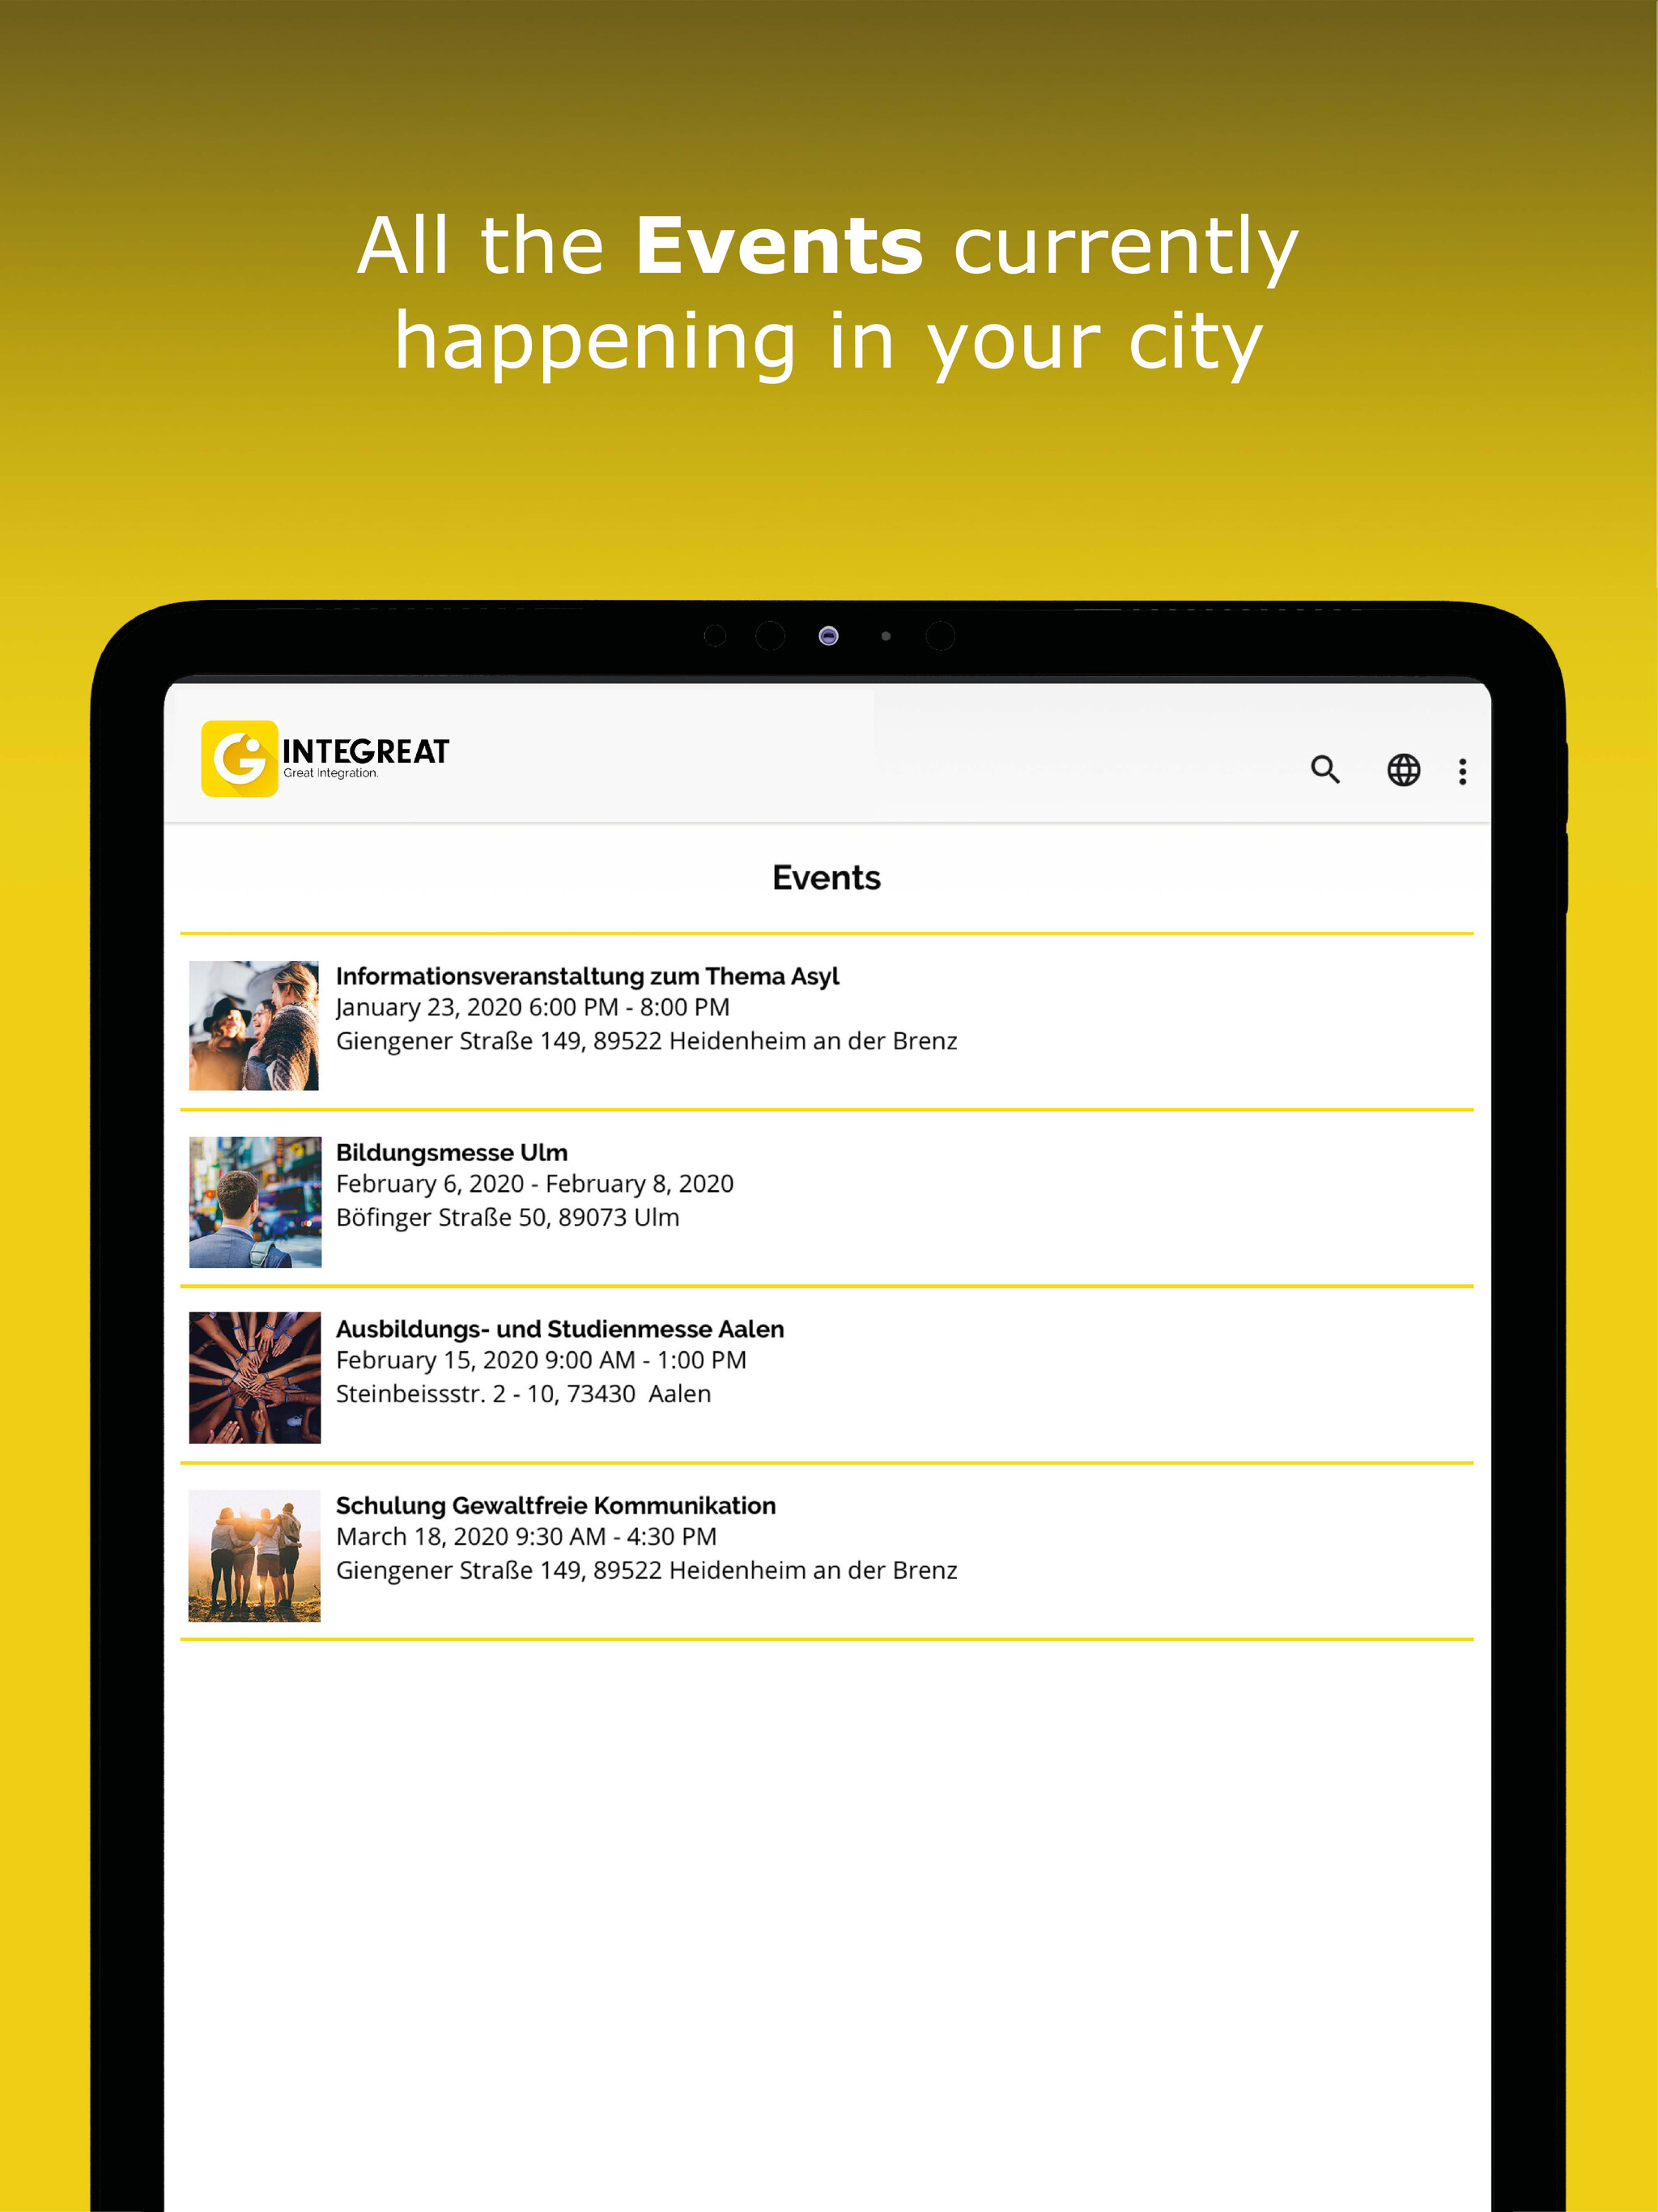 All the Events currently
happening in your city
INTEGREAT
Great Integration.
Events
Informationsveranstaltung zum Thema Asyl
January 23, 2020 6:00 PM - 8:00 PM
Giengener Straße 149, 89522 Heidenheim an der Brenz
Bildungsmesse Ulm
February 6, 2020 - February 8, 2020
Böfinger Straße 50, 89073 Ulm
Ausbildungs- und Studienmesse Aalen
February 15, 2020 9:00 AM - 1:00 PM
Steinbeissstr. 2 - 10, 73430  Aalen
Schulung Gewaltfreie Kommunikation
March 18, 2020 9:30 AM - 4:30 PM
Giengener Straße 149, 89522 Heidenheim an der Brenz